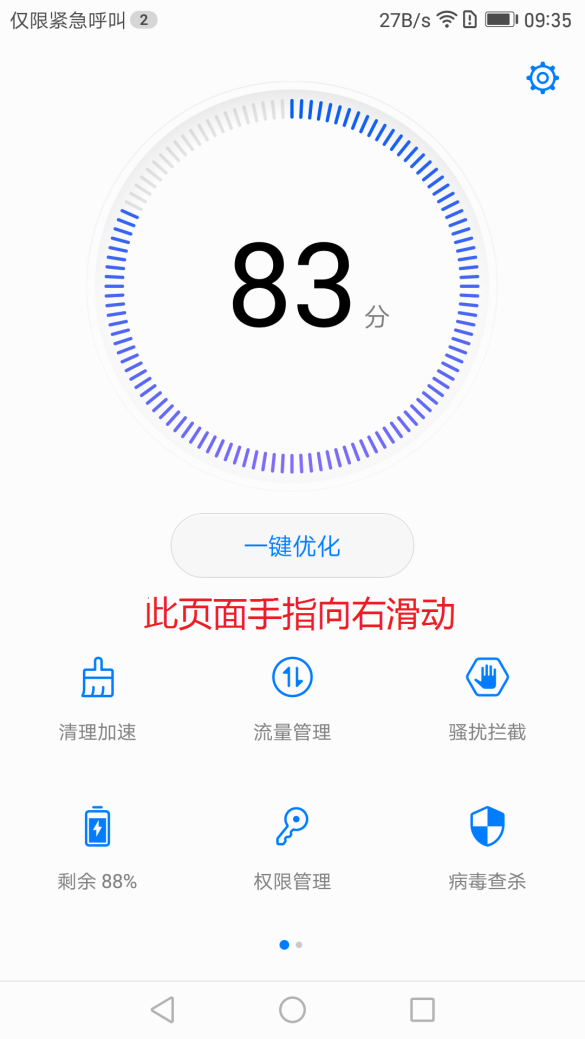 仅限紧急呼叫 2 27B/s 09:35
83 分
一键优化
此页面手指向右滑动
清理加速 流量管理 骚扰拦截
剩余 88% 权限管理 病毒查杀